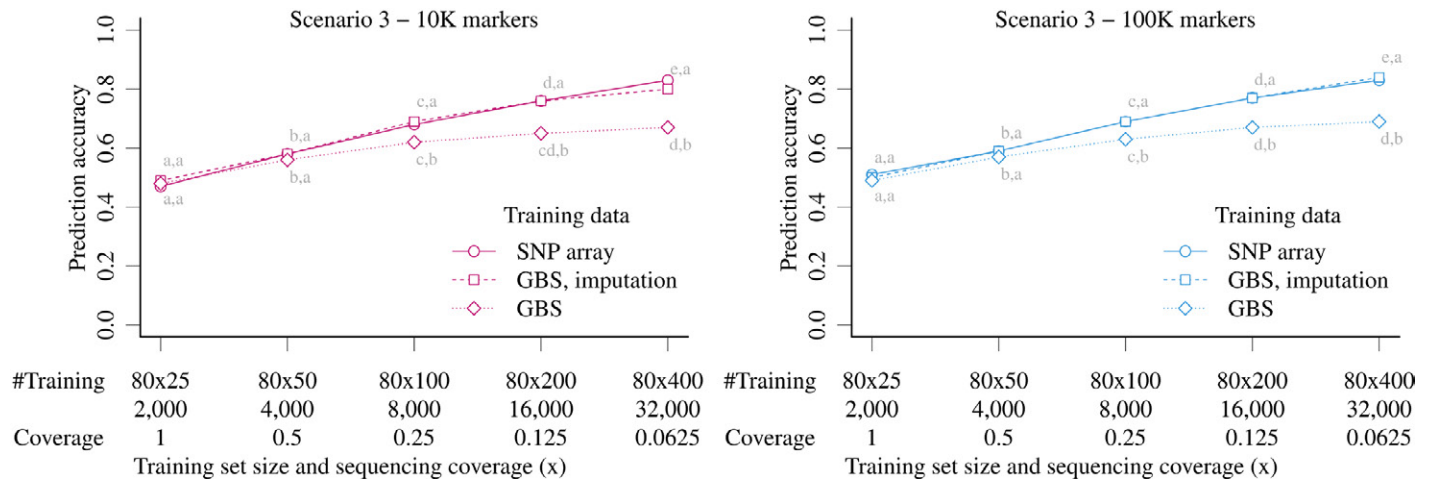 Scenario 3 − 10K markers
Prediction accuracy
1.0
0.8
0.6
0.4
0.2
0.0
a,a
b,a
c,a
d,a
e,a
a,a
b,a
c,b
cd,b
d,b
Training data
SNP array
GBS, imputation
GBS
#Training 80x25 80x50 80x100 80x200 80x400
2,000 4,000 8,000 16,000 32,000
Coverage 1 0.5 0.25 0.125 0.0625
Training set size and sequencing coverage (x)
Scenario 3 − 100K markers
Prediction accuracy
1.0
0.8
0.6
0.4
0.2
0.0
a,a
b,a
c,a
d,a
e,a
a,a
b,a
c,b
d,b
d,b
Training data
SNP array
GBS, imputation
GBS
#Training 80x25 80x50 80x100 80x200 80x400
2,000 4,000 8,000 16,000 32,000
Coverage 1 0.5 0.25 0.125 0.0625
Training set size and sequencing coverage (x)